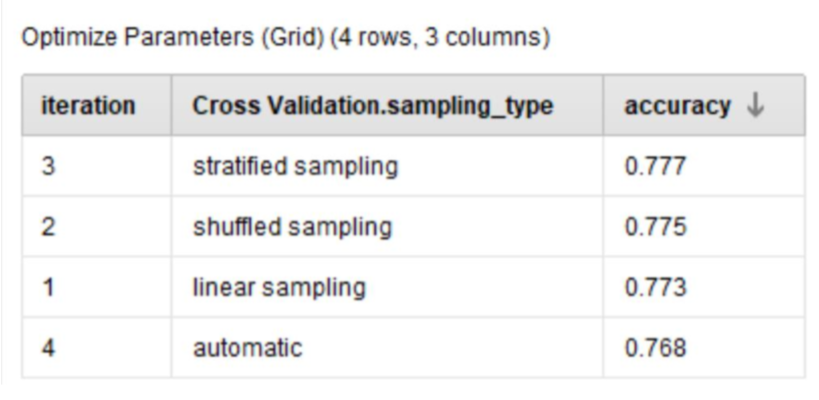 Optimize Parameters (Grid) (4 rows, 3 columns)
iteration Cross Validation.sampling_type accuracy ↓
3 stratified sampling 0.777
2 shuffled sampling 0.775
1 linear sampling 0.773
4 automatic 0.768